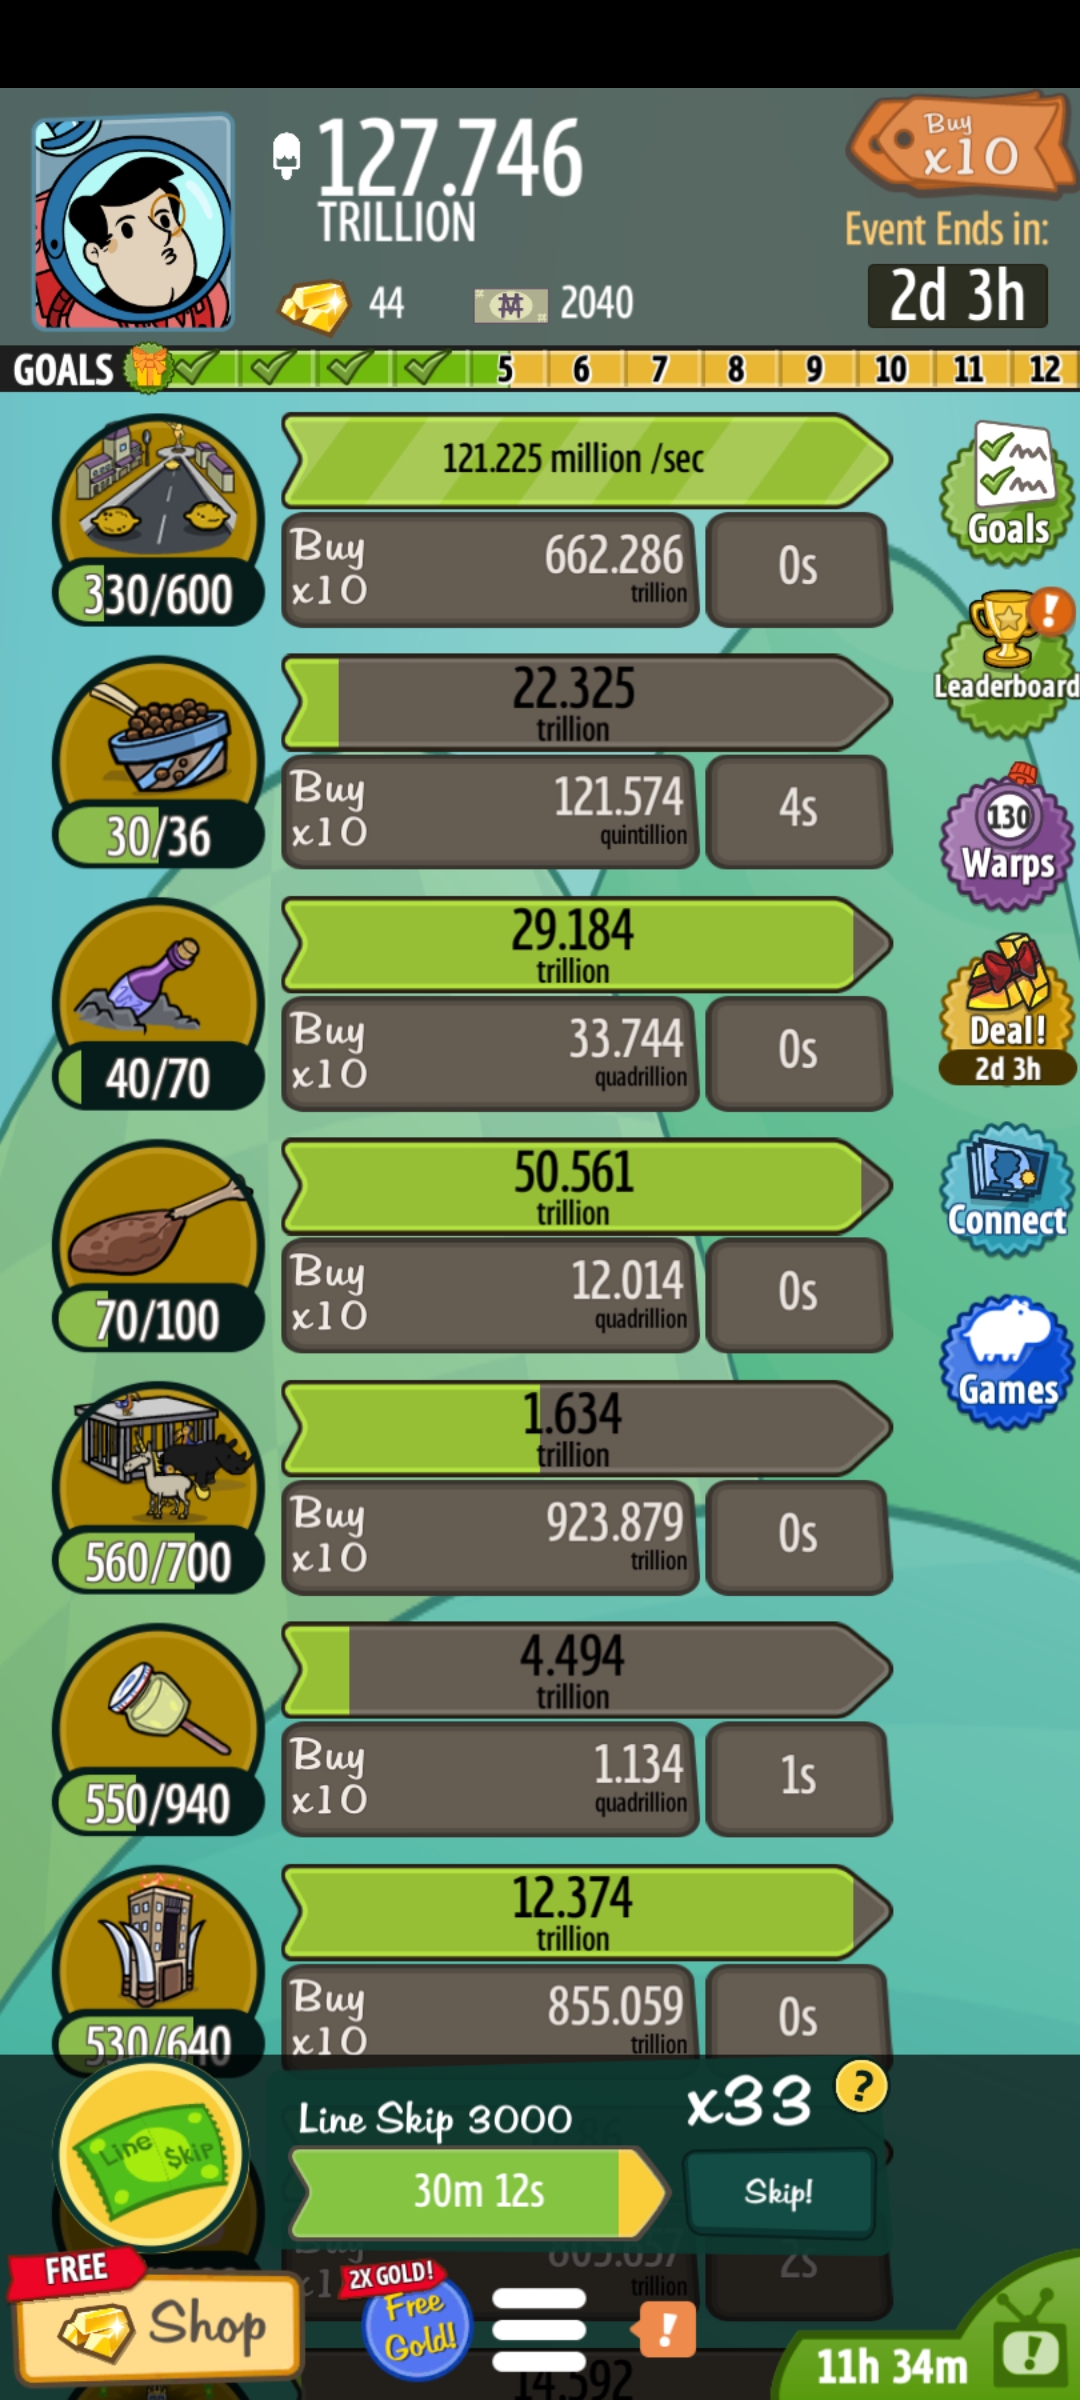 127.746
TRILLION
Buy
x10
Event Ends in:
2d 3h
44
2040
GOALS 5 6 7 8 9 10 11 12
121.225 million /sec
330/600
Buy
x10
662.286
trillion
0s
Goals
22.325
trillion
30/36
Buy
x10
121.574
quintillion
4s
Leaderboard
130
Warps
29.184
trillion
40/70
Buy
x10
33.744
quadrillion
0s
Deal!
2d 3h
50.561
trillion
70/100
Buy
x10
12.014
quadrillion
0s
Connect
Games
1.634
trillion
560/700
Buy
x10
923.879
trillion
0s
4.494
trillion
550/940
Buy
x10
1.134
quadrillion
1s
12.374
trillion
530/640
Buy
x10
855.059
trillion
0s
Line Skip
Line Skip 3000
x33
?
30m 12s
Skip!
trillion
2s
FREE
Shop
2X GOLD!
Free
Gold!
!
14.592
11h 34m